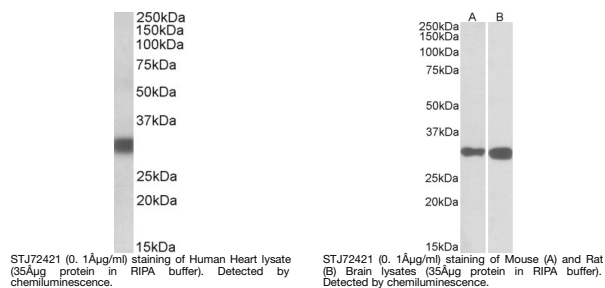 250kDa
150kDa
100kDa
75kDa
50kDa
37kDa
25kDa
20kDa
15kDa
STJ72421 (0. 1Âµg/ml) staining of Human Heart lysate
(35Âµg protein in RIPA buffer). Detected by
chemiluminescence.
A B
250kDa
150kDa
100kDa
75kDa
50kDa
37kDa
25kDa
20kDa
15kDa
STJ72421 (0. 1Âµg/ml) staining of Mouse (A) and Rat
(B) Brain lysates (35Âµg protein in RIPA buffer).
Detected by chemiluminescence.